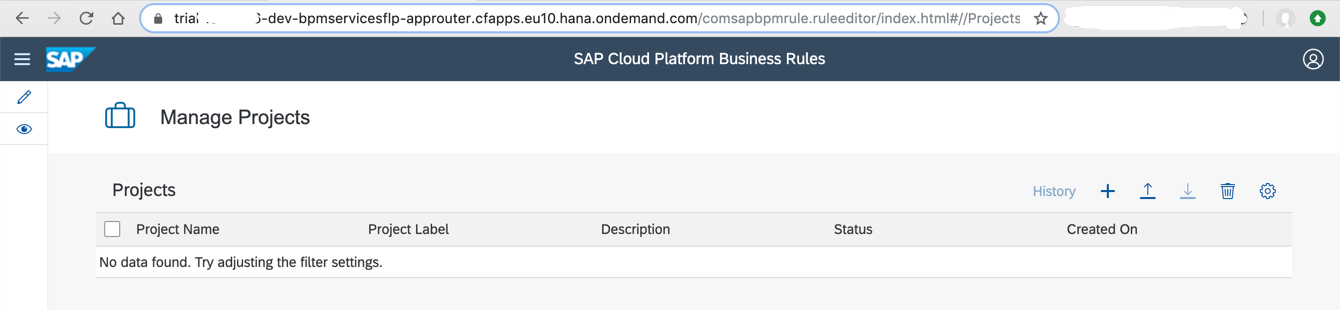 trial 6-dev-bpmservicesflp-approuter.cfapps.eu10.hana.ondemand.com/comsapbpmrule.ruleeditor/index.html#//Projects
SAP SAP Cloud Platform Business Rules
Manage Projects
Projects History
Project Name Project Label Description Status Created On
No data found. Try adjusting the filter settings.